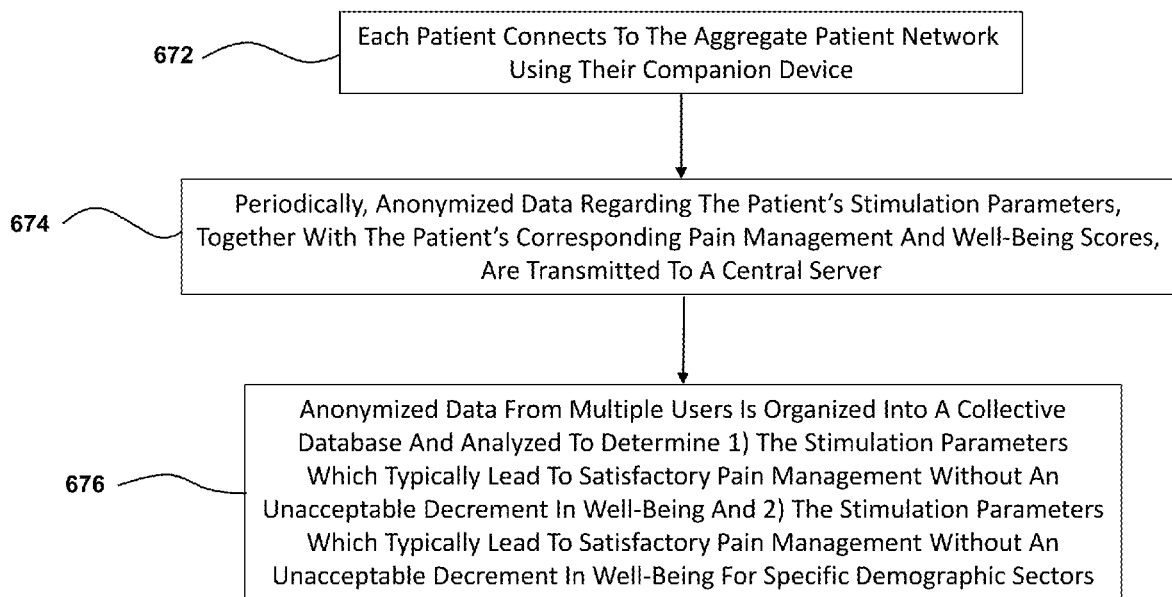 672
Each Patient Connects To The Aggregate Patient Network
Using Their Companion Device
674
Periodically, Anonymized Data Regarding The Patient's Stimulation Parameters,
Together With The Patient's Corresponding Pain Management And Well-Being Scores,
Are Transmitted To A Central Server
676
Anonymized Data From Multiple Users Is Organized Into A Collective
Database And Analyzed To Determine 1) The Stimulation Parameters
Which Typically Lead To Satisfactory Pain Management Without An
Unacceptable Decrement In Well-Being And 2) The Stimulation Parameters
Which Typically Lead To Satisfactory Pain Management Without An
Unacceptable Decrement In Well-Being For Specific Demographic Sectors